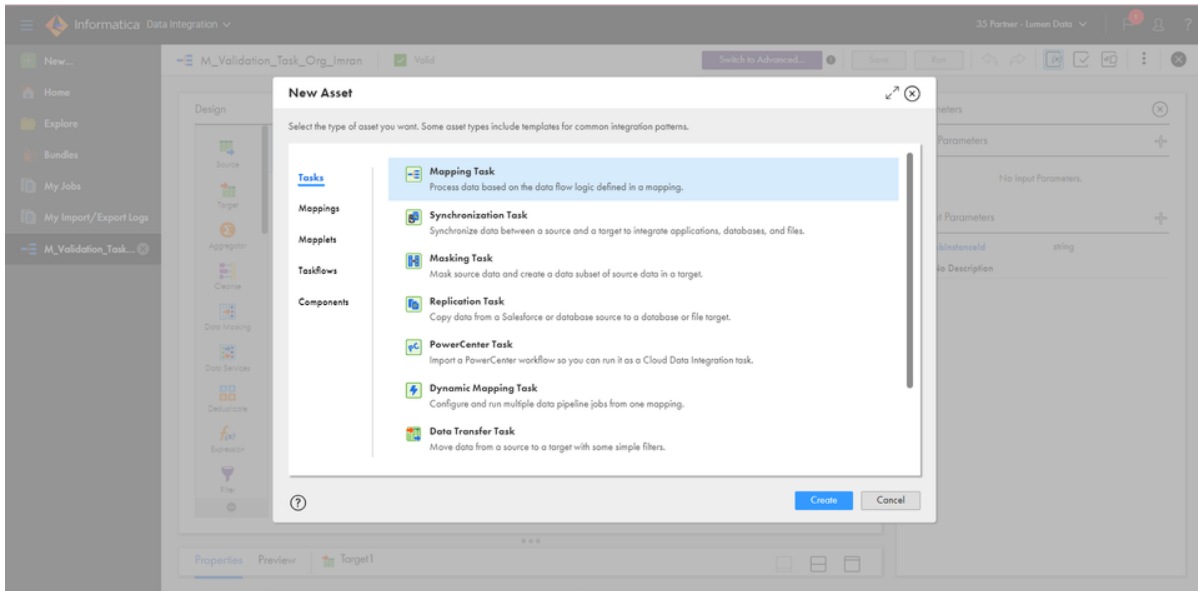 Informatica Data Integration
35 Partner - Lumen Data
?
New...
M_Validation_Task_Org_Imran
Valid
Switch to Advanced...
Save
Run
Home
Explore
Bundles
My Jobs
My Import/Export Logs
M_Validation_Task...
Design
Source
Target
Aggregator
Cleanse
Data Masking
Data Services
Deduplicate
f(x)
Expression
Filter
New Asset
Select the type of asset you want. Some asset types include templates for common integration patterns.
Tasks
Mappings
Mapplets
Taskflows
Components
Mapping Task
Process data based on the data flow logic defined in a mapping.
Synchronization Task
Synchronize data between a source and a target to integrate applications, databases, and files.
Masking Task
Mask source data and create a data subset of source data in a target.
Replication Task
Copy data from a Salesforce or database source to a database or file target.
PowerCenter Task
Import a PowerCenter workflow so you can run it as a Cloud Data Integration task.
Dynamic Mapping Task
Configure and run multiple data pipeline jobs from one mapping.
Data Transfer Task
Move data from a source to a target with some simple filters.
?
Create
Cancel
Parameters
No Input Parameters.
Parameters
string
No Description
Properties
Preview
Target1